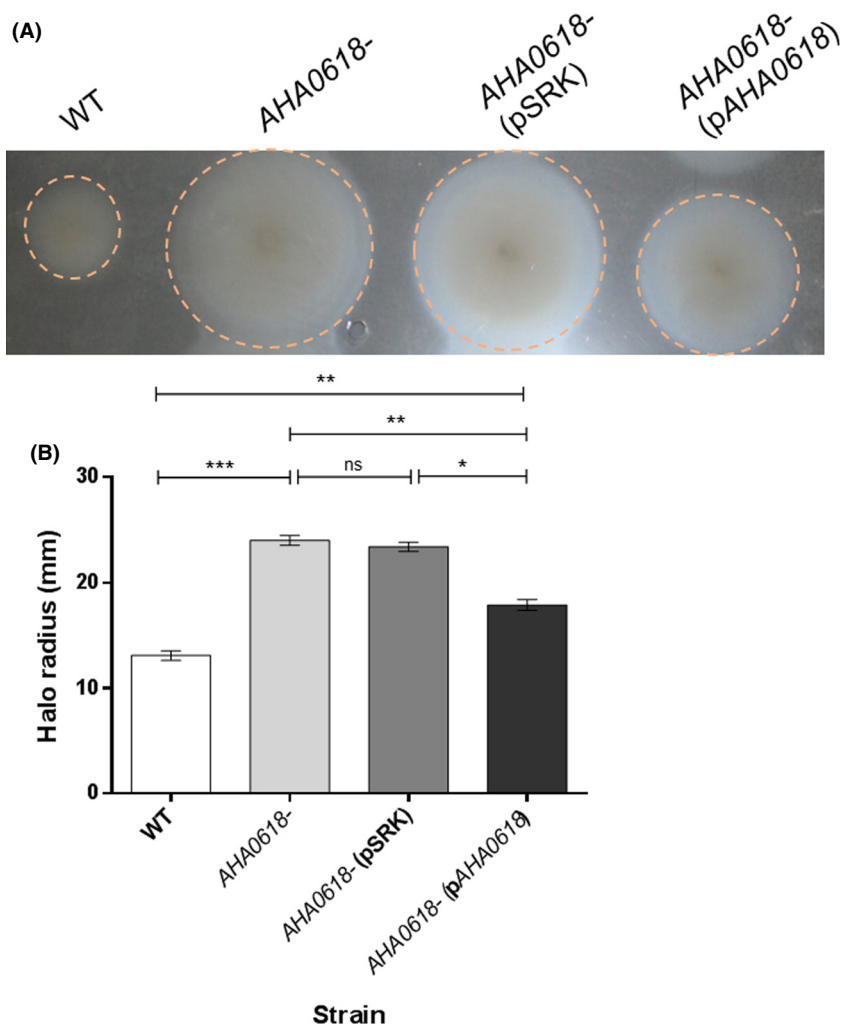 (A)
WT
AHA0618-
AHA0618-
(pSRK)
AHA0618-
(pAHA0618)
**
**
(B)
***
ns
*
30
20
10
0
Halo radius (mm)
WT
AHA0618-
AHA0618- (pSRK)
AHA0618- (pAHA0618)
Strain